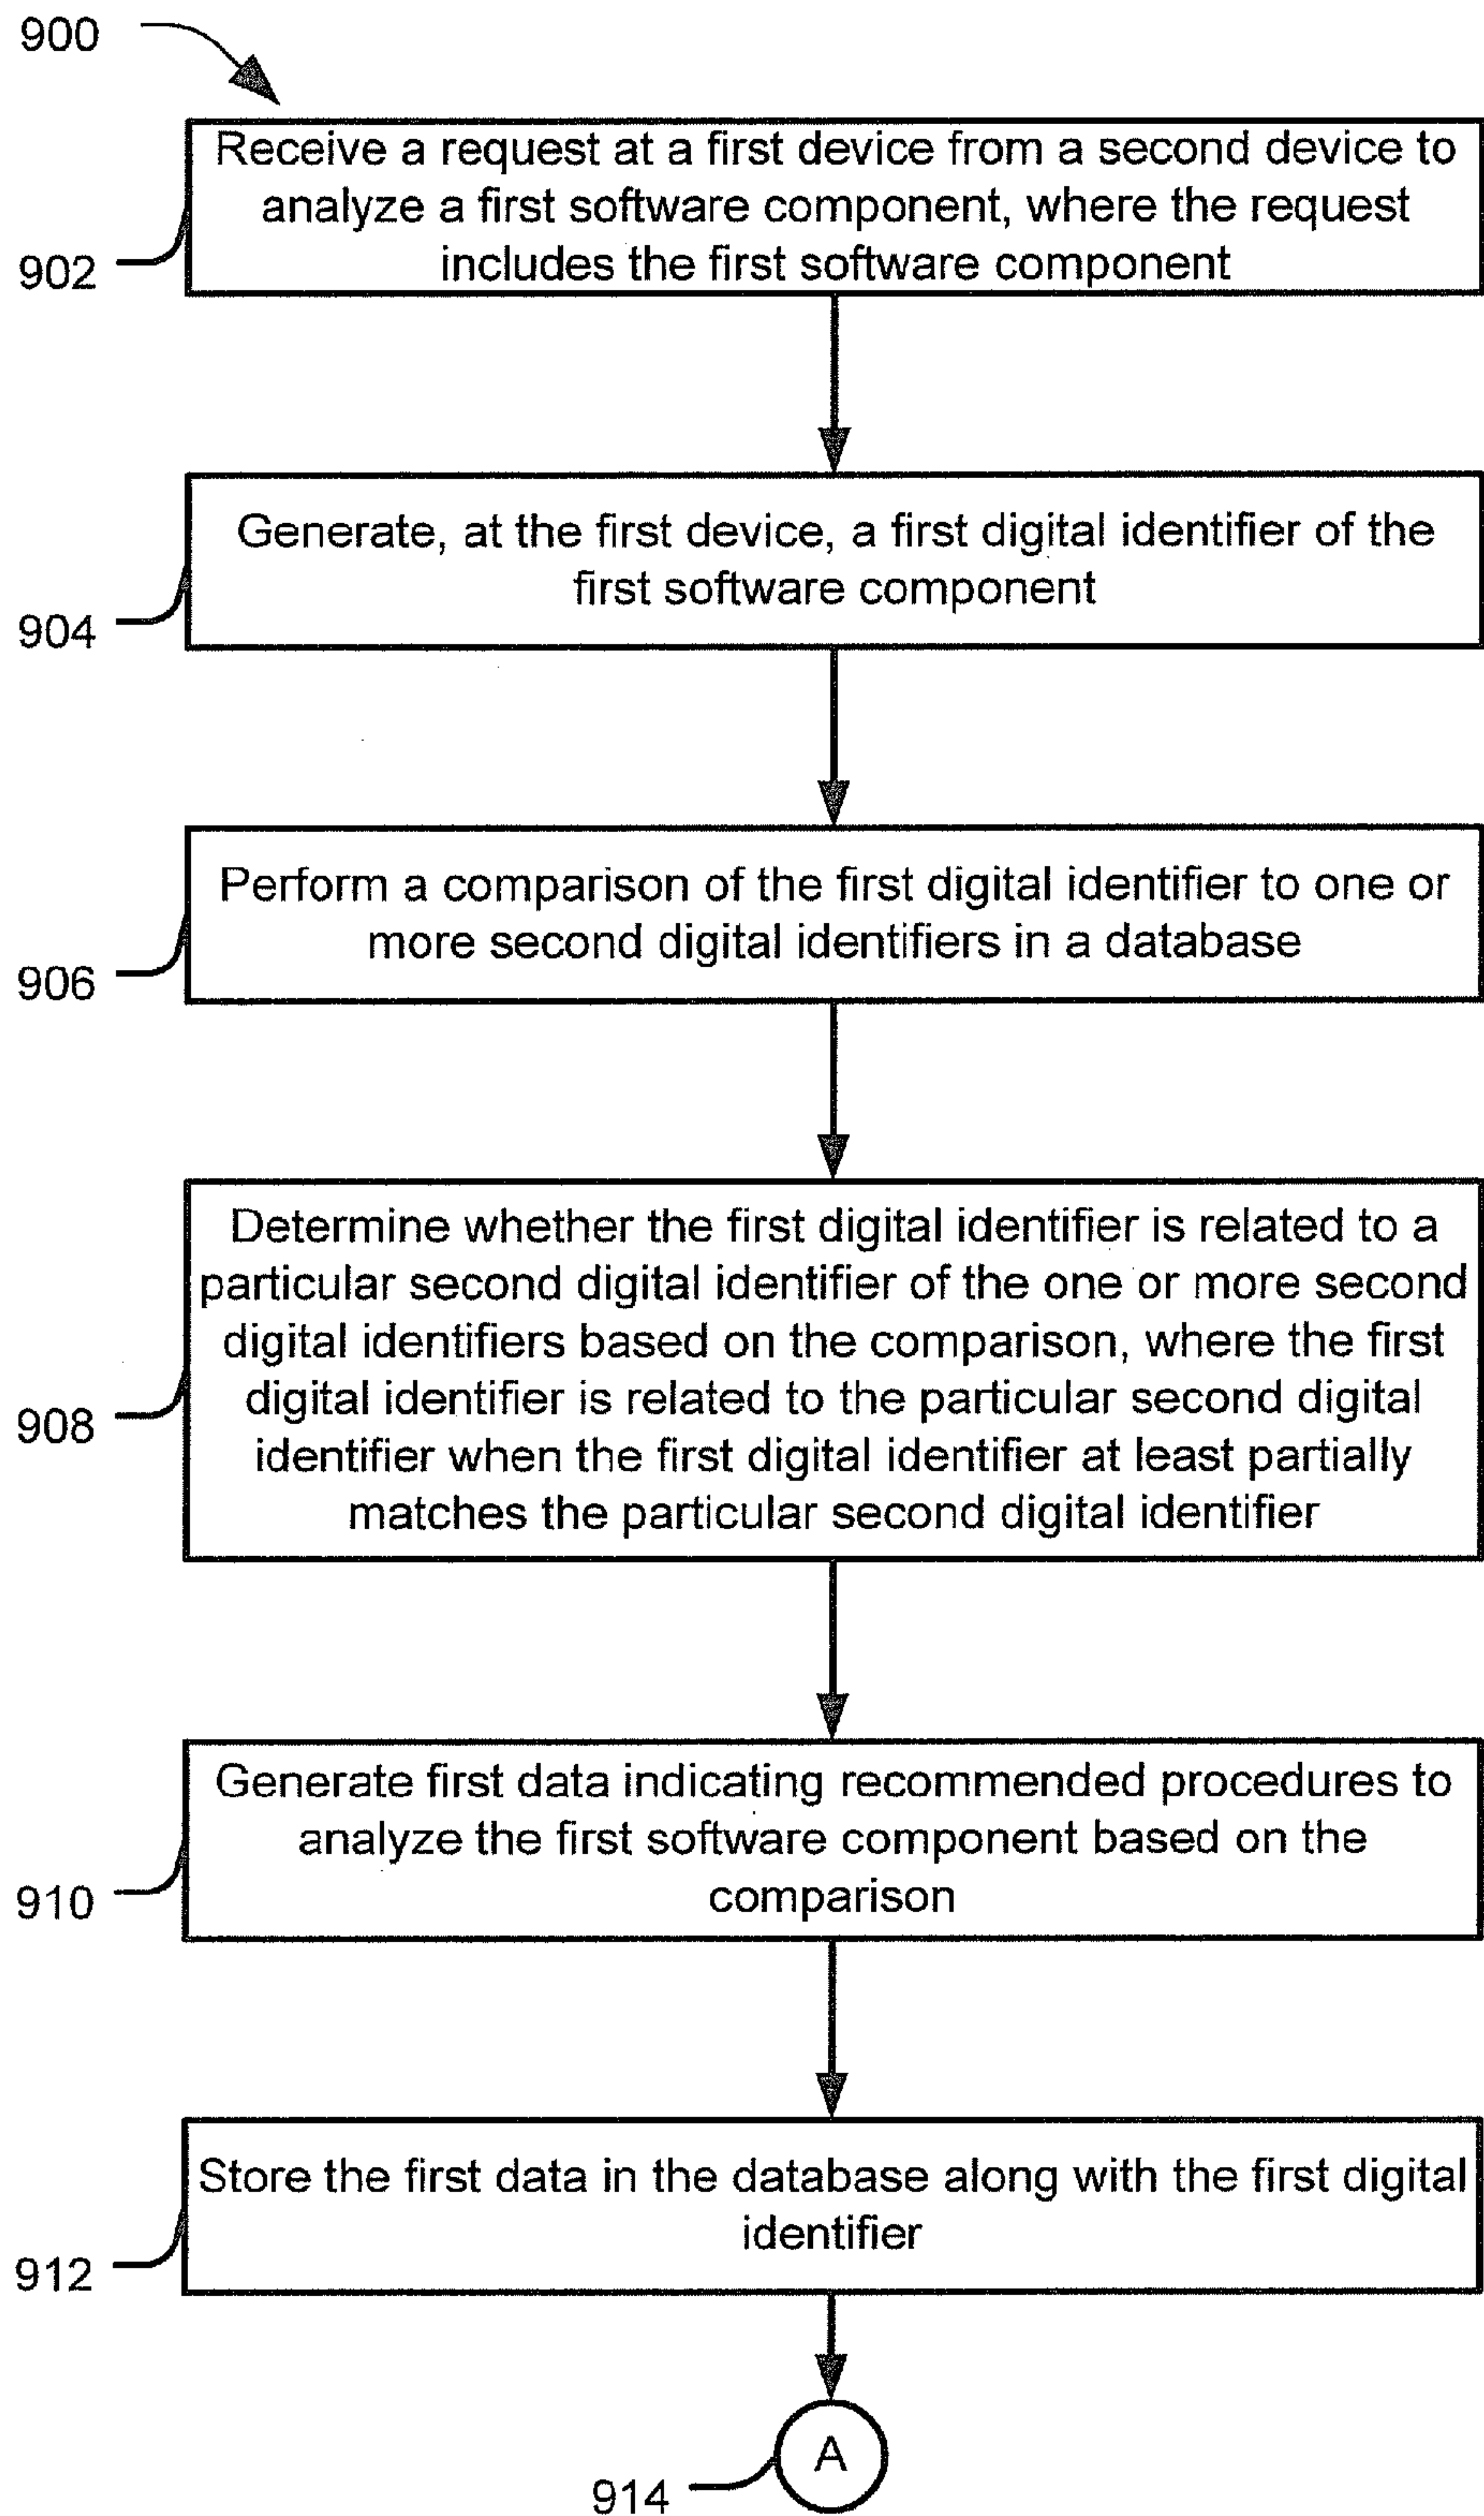 900
Receive a request at a first device from a second device to
analyze a first software component, where the request
includes the first software component
902
Generate, at the first device, a first digital identifier of the
first software component
904
Perform a comparison of the first digital identifier to one or
more second digital identifiers in a database
906
Determine whether the first digital identifier is related to a
particular second digital identifier of the one or more second
digital identifiers based on the comparison, where the first
digital identifier is related to the particular second digital
identifier when the first digital identifier at least partially
matches the particular second digital identifier
908
Generate first data indicating recommended procedures to
analyze the first software component based on the
comparison
910
Store the first data in the database along with the first digital
identifier
912
A
914